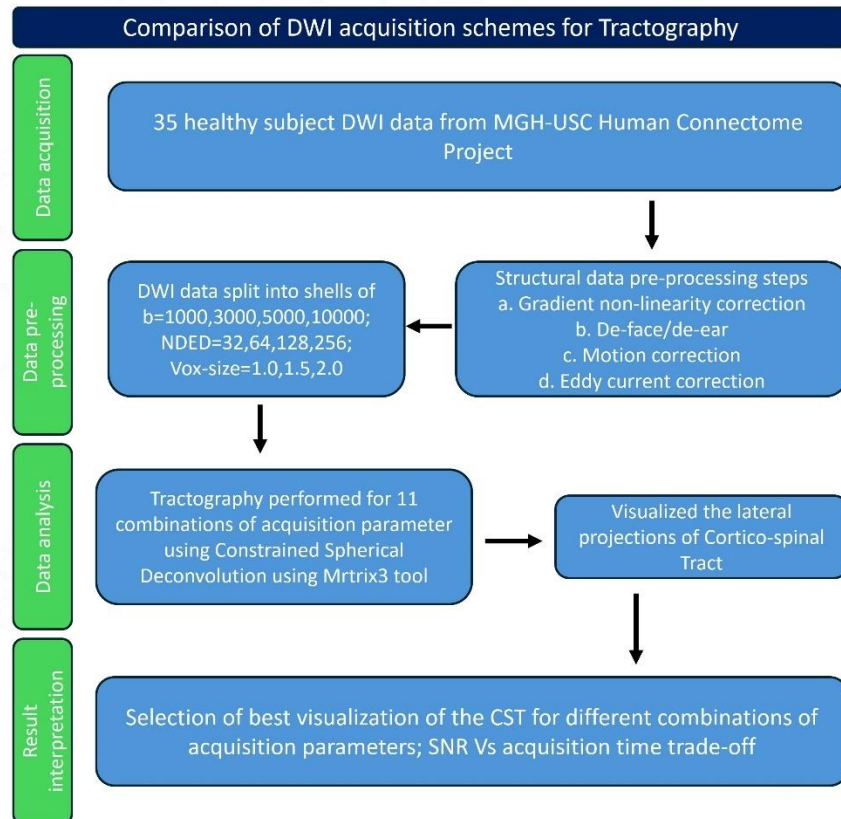 Comparison of DWI acquisition schemes for Tractography
Data acquisition
35 healthy subject DWI data from MGH-USC Human Connectome
Project
Data pre-
processing
Structural data pre-processing steps
a. Gradient non-linearity correction
b. De-face/de-ear
c. Motion correction
d. Eddy current correction
DWI data split into shells of
b=1000,3000,5000,10000;
NDED=32,64,128,256;
Vox-size=1.0,1.5,2.0
Data analysis
Tractography performed for 11
combinations of acquisition parameter
using Constrained Spherical
Deconvolution using Mrtrix3 tool
Visualized the lateral
projections of Cortico-spinal
Tract
Result
interpretation
Selection of best visualization of the CST for different combinations of
acquisition parameters; SNR Vs acquisition time trade-off